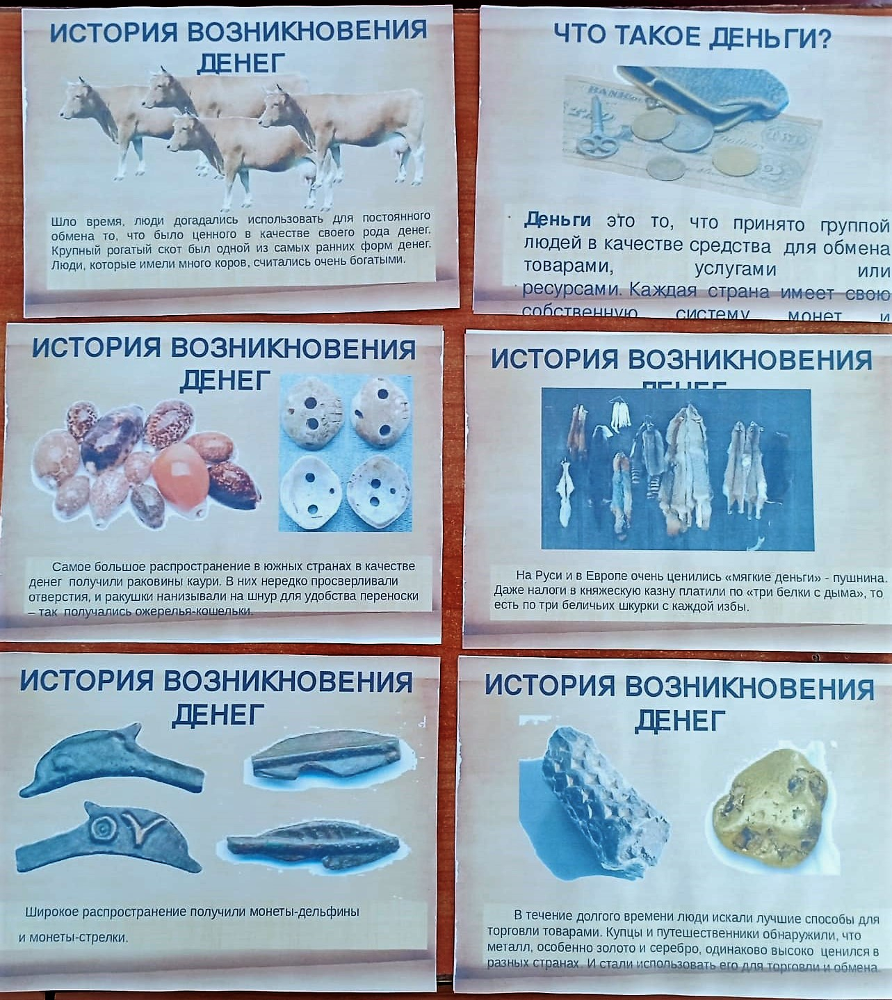 ИСТОРИЯ ВОЗНИКНОВЕНИЯ
ДЕНЕГ
Шло время, люди догадались использовать для постоянного
обмена то, что было ценного в качестве своего рода денег.
Крупный рогатый скот был одной из самых ранних форм денег.
Люди, которые имели много коров, считались очень богатыми.
ЧТО ТАКОЕ ДЕНЬГИ?
BANK
Деньги это то, что принято группой
людей в качестве средства для обмена
товарами, услугами или
ресурсами. Каждая страна имеет свою
собственную систему монет и
ИСТОРИЯ ВОЗНИКНОВЕНИЯ
ДЕНЕГ
Самое большое распространение в южных странах в качестве
денег получили раковины каури. В них нередко просверливали
отверстия, и ракушки нанизывали на шнур для удобства переноски
– так получались ожерелья-кошельки.
ИСТОРИЯ ВОЗНИКНОВЕНИЯ
ДЕНЕГ
На Руси и в Европе очень ценились «мягкие деньги» - пушнина.
Даже налоги в княжескую казну платили по «три белки с дыма», то
есть по три беличьих шкурки с каждой избы.
ИСТОРИЯ ВОЗНИКНОВЕНИЯ
ДЕНЕГ
Широкое распространение получили монеты-дельфины
и монеты-стрелки.
ИСТОРИЯ ВОЗНИКНОВЕНИЯ
ДЕНЕГ
В течение долгого времени люди искали лучшие способы для
торговли товарами. Купцы и путешественники обнаружили, что
металл, особенно золото и серебро, одинаково высоко ценился в
разных странах. И стали использовать его для торговли и обмена.